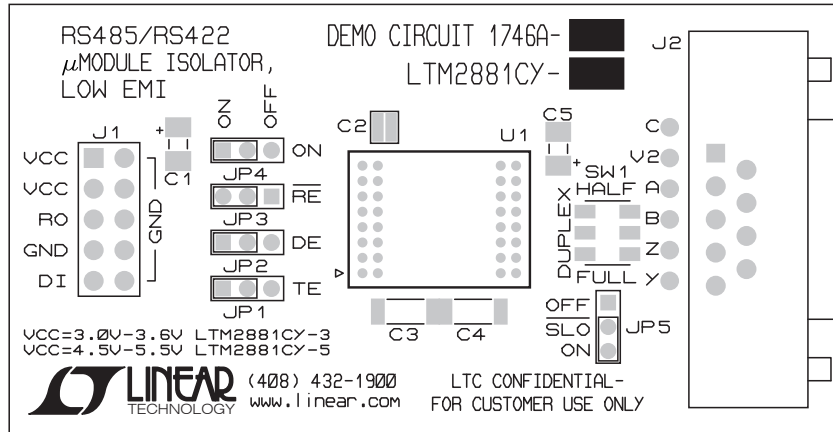 RS485/RS422
µMODULE ISOLATOR,
LOW EMI
DEMO CIRCUIT 1746A-
LTM2881CY-
J2
J1
VCC
VCC
RO
GND
DI
GND
+
C1
ON
OFF
ON
JP4
RE
JP3
DE
JP2
TE
JP1
C2
U1
C5
+
SW1
HALF
DUPLEX
FULL
C
V2
A
B
Z
Y
C3
C4
OFF
SLO
ON
JP5
VCC=3.0V-3.6V LTM2881CY-3
VCC=4.5V-5.5V LTM2881CY-5
LT LINEAR
TECHNOLOGY
(408) 432-1900
www.linear.com
LTC CONFIDENTIAL-
FOR CUSTOMER USE ONLY